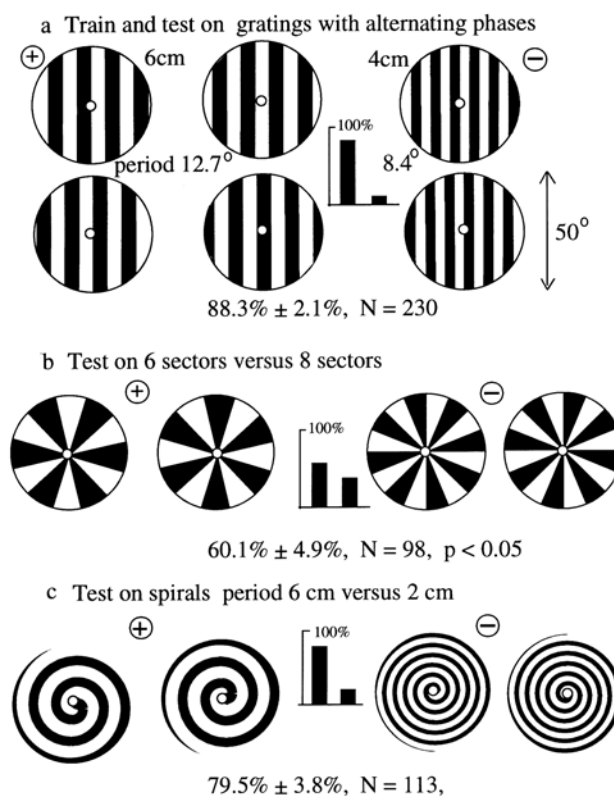 a Train and test on gratings with alternating phases
+ 6cm 4cm −
100%
period 12.7° 8.4°
50°
88.3% ± 2.1%, N = 230
b Test on 6 sectors versus 8 sectors
+ −
100%
60.1% ± 4.9%, N = 98, p < 0.05
c Test on spirals period 6 cm versus 2 cm
+ −
100%
79.5% ± 3.8%, N = 113,